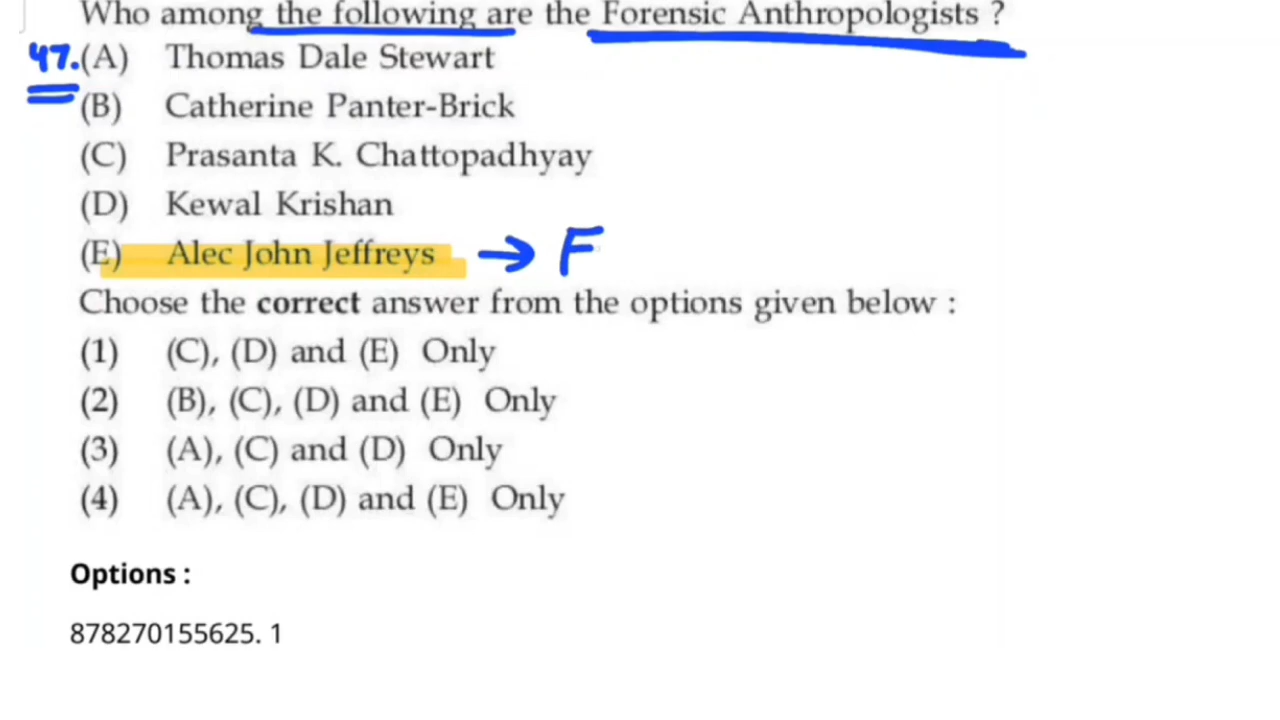 Who among the following are the Forensic Anthropologists ?
47.(A) Thomas Dale Stewart
(B) Catherine Panter-Brick
(C) Prasanta K. Chattopadhyay
(D) Kewal Krishan
(E) Alec John Jeffreys → F
Choose the correct answer from the options given below :
(1) (C), (D) and (E) Only
(2) (B), (C), (D) and (E) Only
(3) (A), (C) and (D) Only
(4) (A), (C), (D) and (E) Only
Options :
878270155625. 1